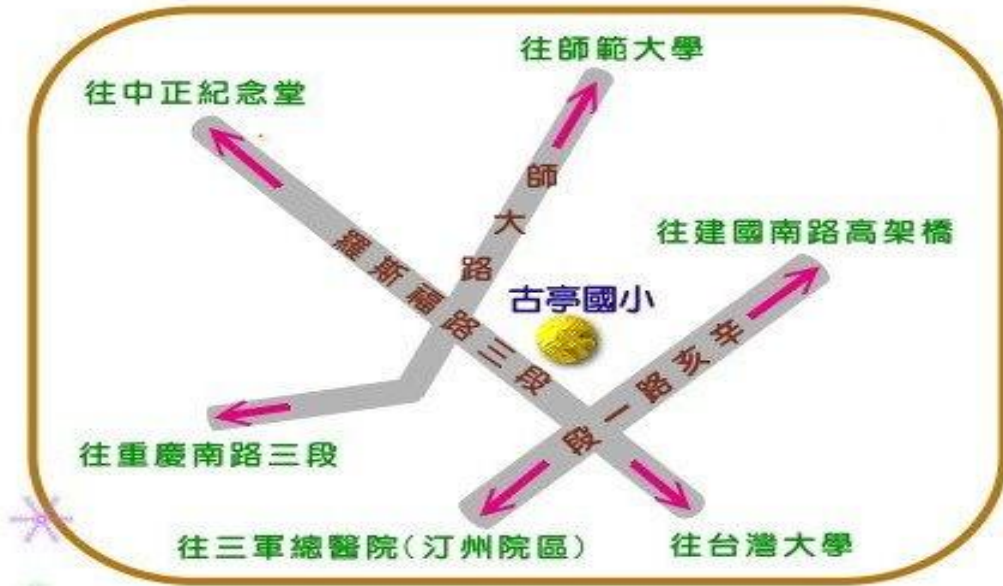 往師範大學
往中正紀念堂
師大路
往建國南路高架橋
羅斯福路三段
古亭國小
辛亥路一段
往重慶南路三段
往三軍總醫院(汀州院區)
往台灣大學